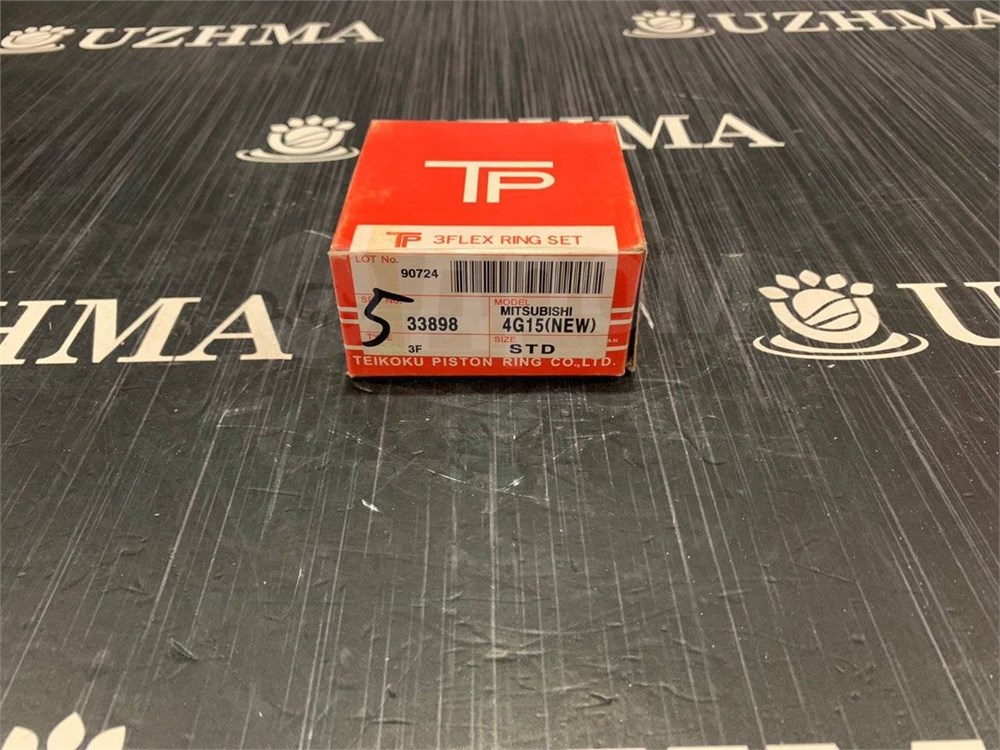 UZHMA
UZHMA
UZHMA
TP
TP 3FLEX RING SET
LOT No.
90724
MODEL
MITSUBISHI
5
33898
4G15(NEW)
SIZE
3F
STD
TEIKOKU PISTON RING CO.,LTD.